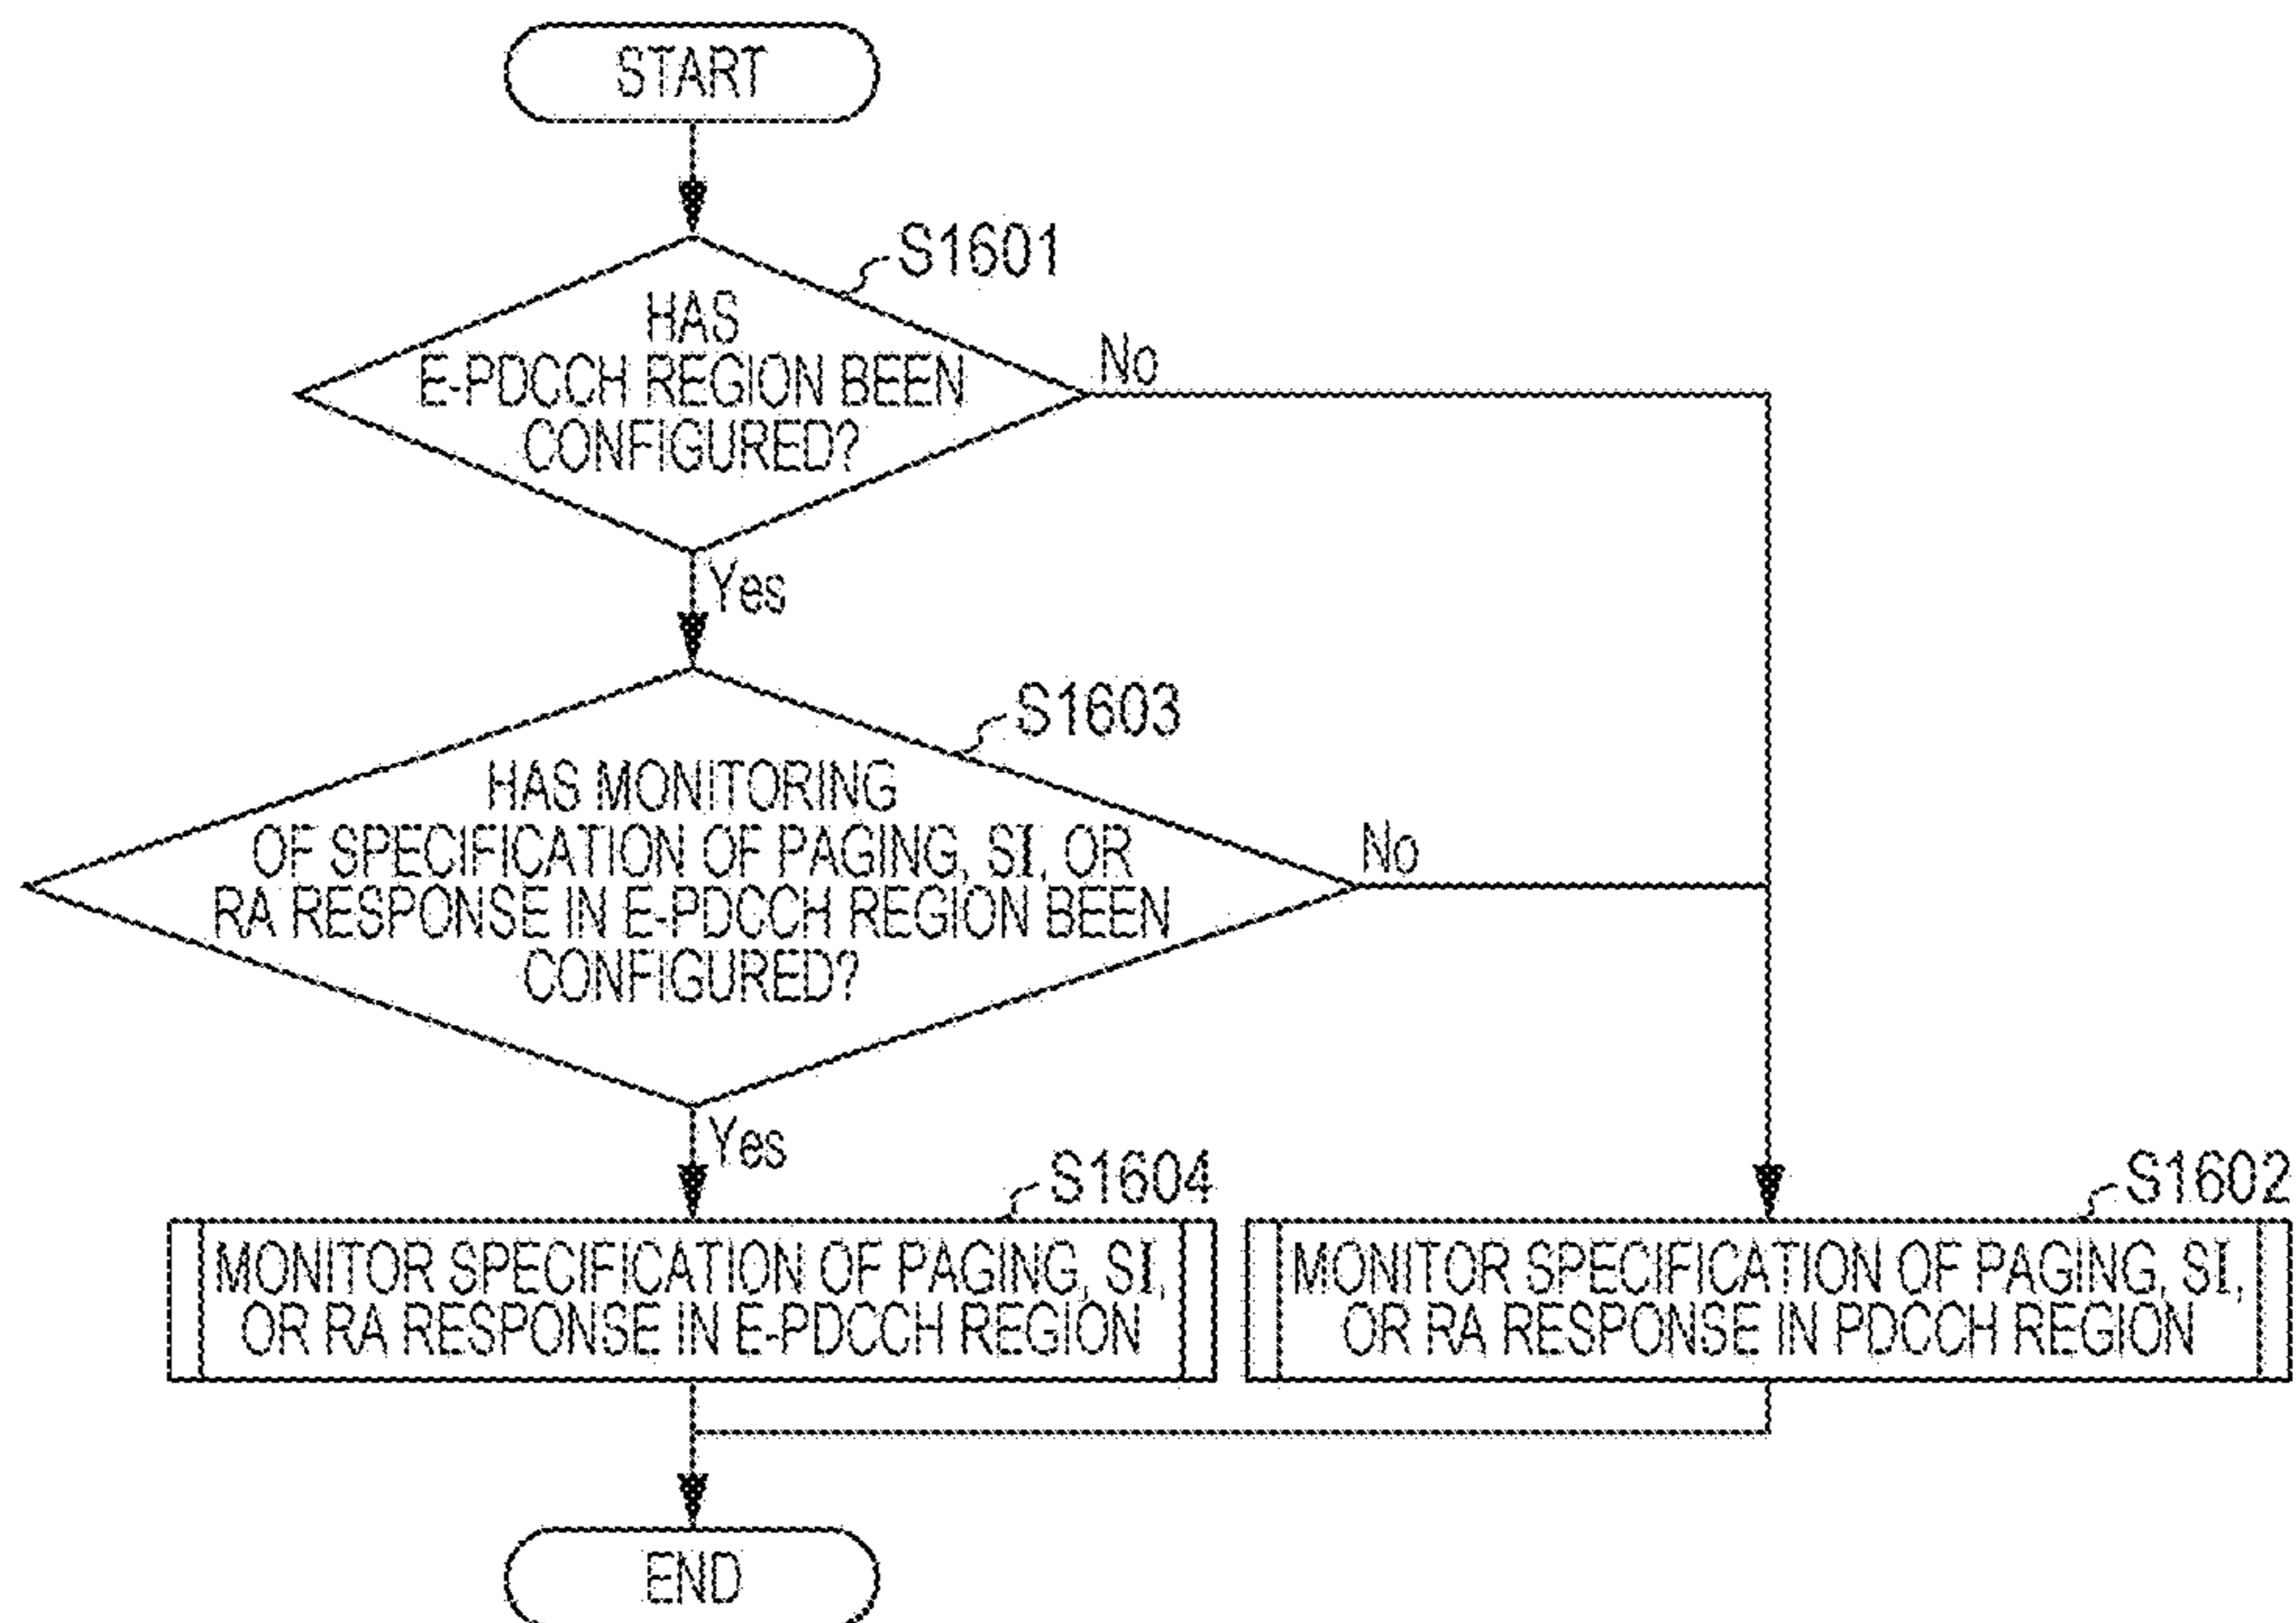 START
S1601
HAS
E-PDCCH REGION BEEN
CONFIGURED?
No
Yes
S1603
HAS MONITORING
OF SPECIFICATION OF PAGING, SI, OR
RA RESPONSE IN E-PDCCH REGION BEEN
CONFIGURED?
No
Yes
S1604
MONITOR SPECIFICATION OF PAGING, SI,
OR RA RESPONSE IN E-PDCCH REGION
S1602
MONITOR SPECIFICATION OF PAGING, SI,
OR RA RESPONSE IN PDCCH REGION
END